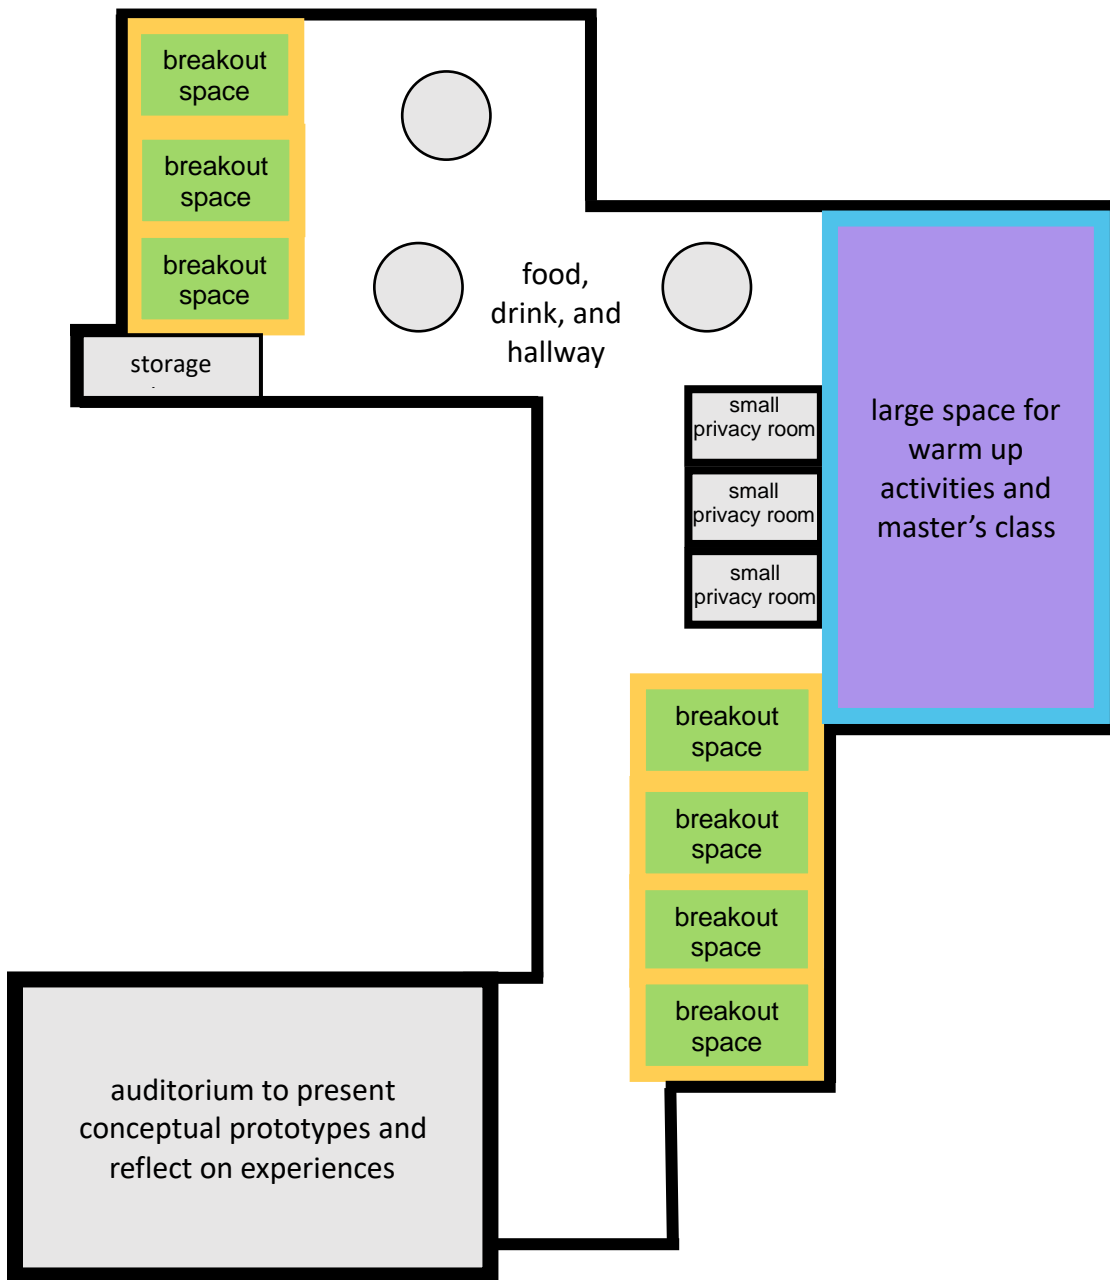 breakout
space
breakout
space
breakout
space
storage
food,
drink, and
hallway
small
privacy room
small
privacy room
small
privacy room
large space for
warm up
activities and
master’s class
breakout
space
breakout
space
breakout
space
breakout
space
auditorium to present
conceptual prototypes and
reflect on experiences